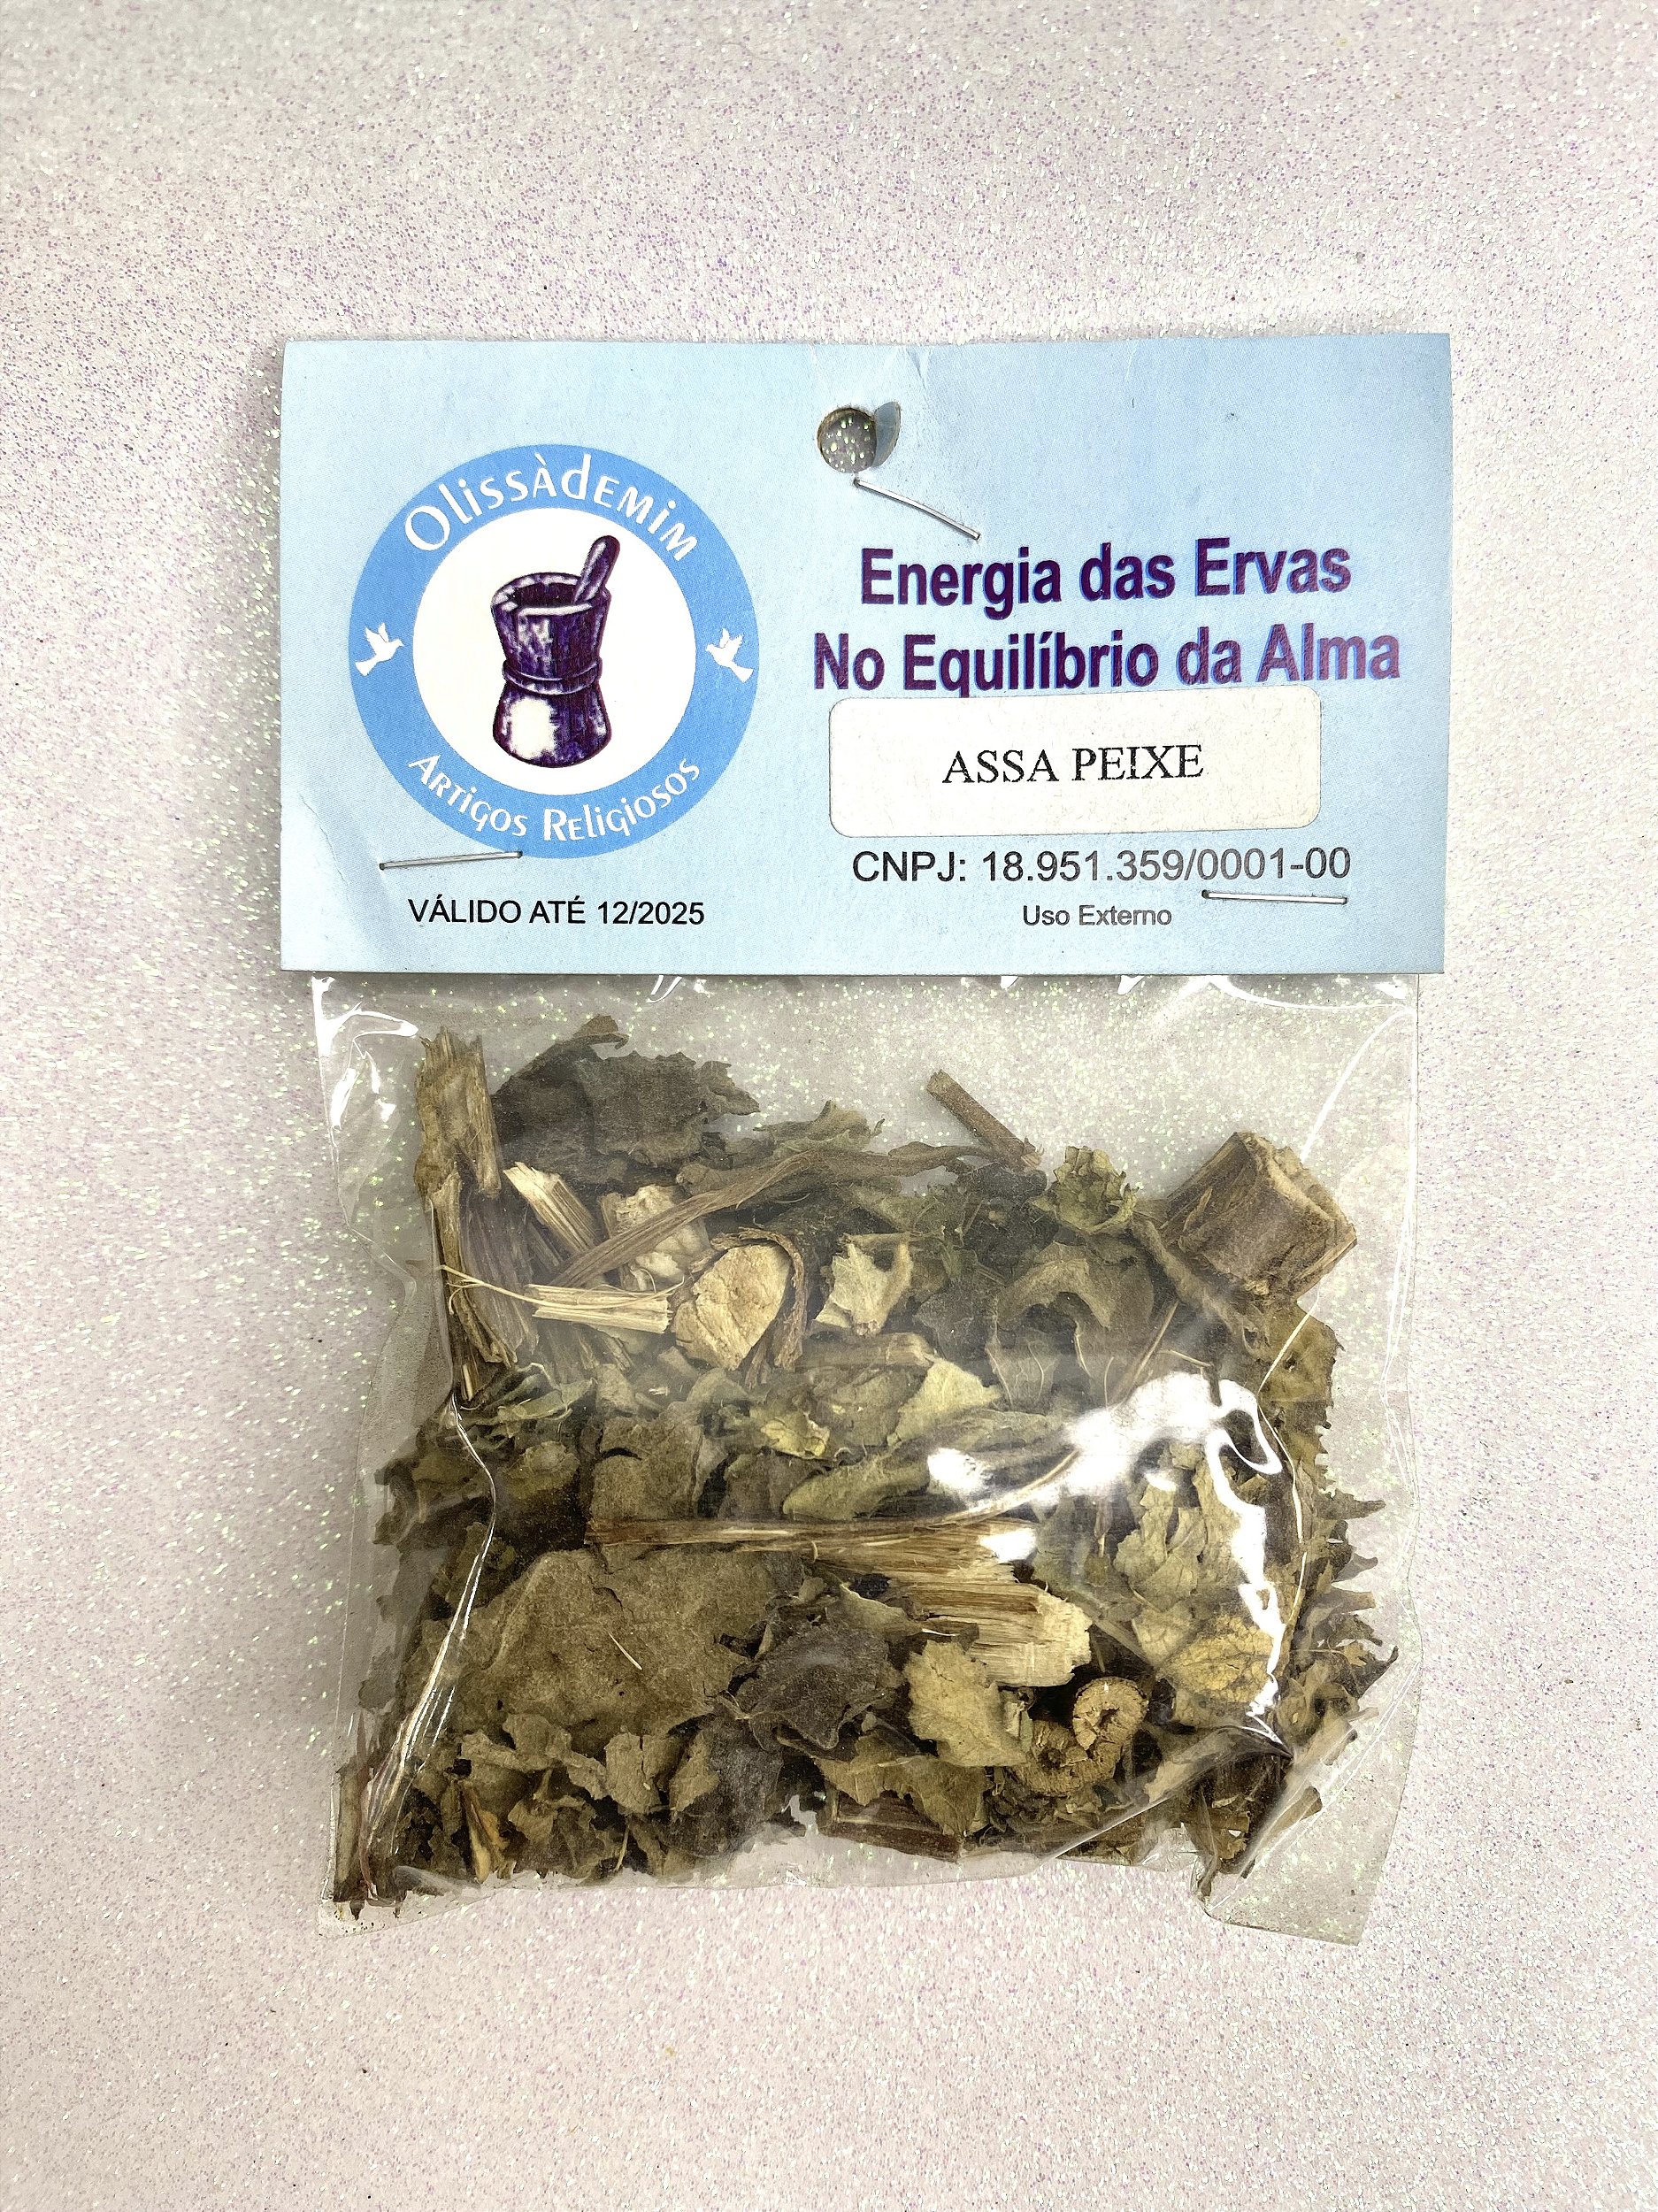 OlissÀdEMiM
ARTiGOS RELiGiOSOS
VÁLIDO ATÉ 12/2025
Energia das Ervas
No Equilíbrio da Alma
ASSA PEIXE
CNPJ: 18.951.359/0001-00
Uso Externo